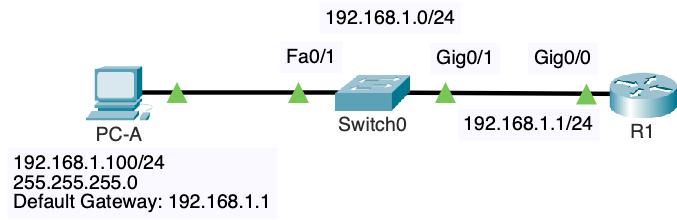 192.168.1.0/24
Fa0/1
Gig0/1
Gig0/0
PC-A
Switch0
192.168.1.1/24
R1
192.168.1.100/24
255.255.255.0
Default Gateway: 192.168.1.1